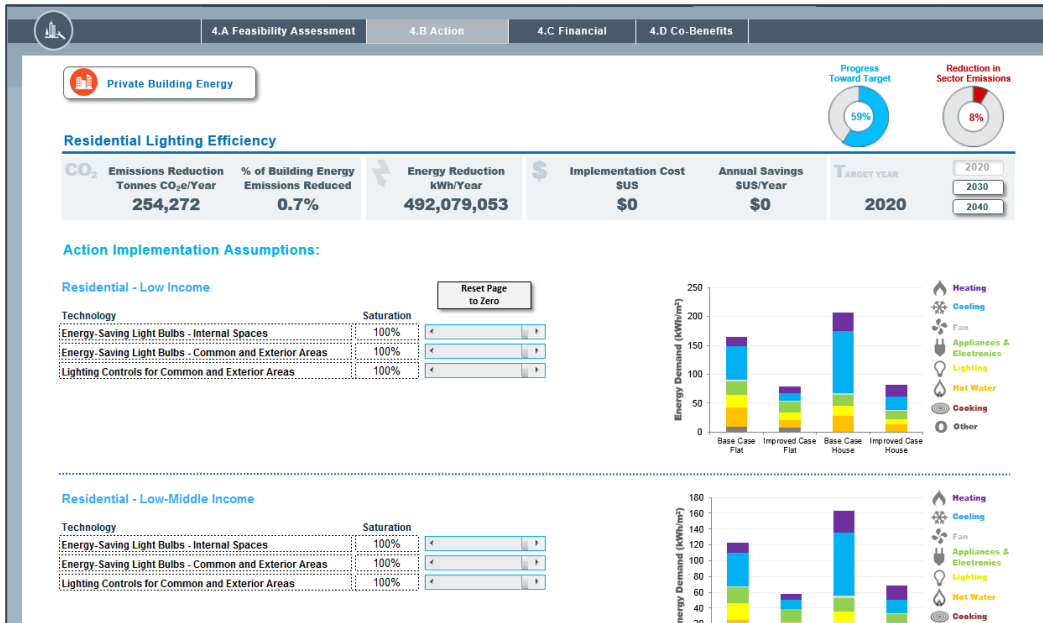 4.A Feasibility Assessment
4.B Action
4.C Financial
4.D Co-Benefits
Private Building Energy
Progress
Toward Target
59%
Reduction in
Sector Emissions
8%
Residential Lighting Efficiency
CO₂
Emissions Reduction
Tonnes CO₂e/Year
254,272
% of Building Energy
Emissions Reduced
0.7%
Energy Reduction
kWh/Year
492,079,053
$
Implementation Cost
$US
$0
Annual Savings
$US/Year
$0
TARGET YEAR
2020
2020
2030
2040
Action Implementation Assumptions:
Residential - Low Income
Reset Page
to Zero
Technology Saturation
Energy-Saving Light Bulbs - Internal Spaces 100%
Energy-Saving Light Bulbs - Common and Exterior Areas 100%
Lighting Controls for Common and Exterior Areas 100%
Energy Demand (kWh/m²)
250
200
150
100
50
0
Base Case
Flat
Improved Case
Flat
Base Case
House
Improved Case
House
Heating
Cooling
Fan
Appliances &
Electronics
Lighting
Hot Water
Cooking
Other
Residential - Low-Middle Income
Technology Saturation
Energy-Saving Light Bulbs - Internal Spaces 100%
Energy-Saving Light Bulbs - Common and Exterior Areas 100%
Lighting Controls for Common and Exterior Areas 100%
Energy Demand (kWh/m²)
180
160
140
120
100
80
60
40
20
Heating
Cooling
Fan
Appliances &
Electronics
Lighting
Hot Water
Cooking